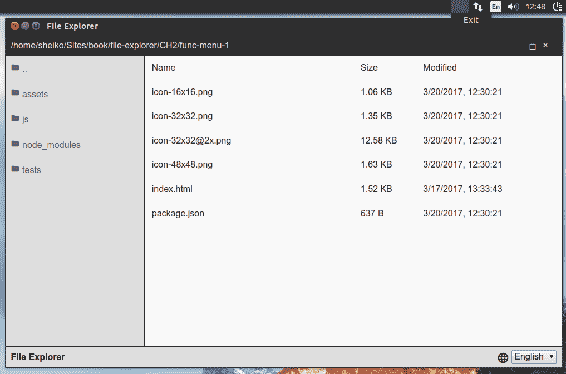 En 12:48
Exit
File Explorer
/home/sheiko/Sites/book/file-explorer/CH2/func-menu-1
Name Size Modified
..
assets
js
node_modules
tests
icon-16x16.png 1.06 KB 3/20/2017, 12:30:21
icon-32x32.png 1.35 KB 3/20/2017, 12:30:21
icon-32x32@2x.png 12.58 KB 3/20/2017, 12:30:21
icon-48x48.png 1.63 KB 3/20/2017, 12:30:21
index.html 1.52 KB 3/17/2017, 13:33:43
package.json 637 B 3/20/2017, 12:30:21
File Explorer English